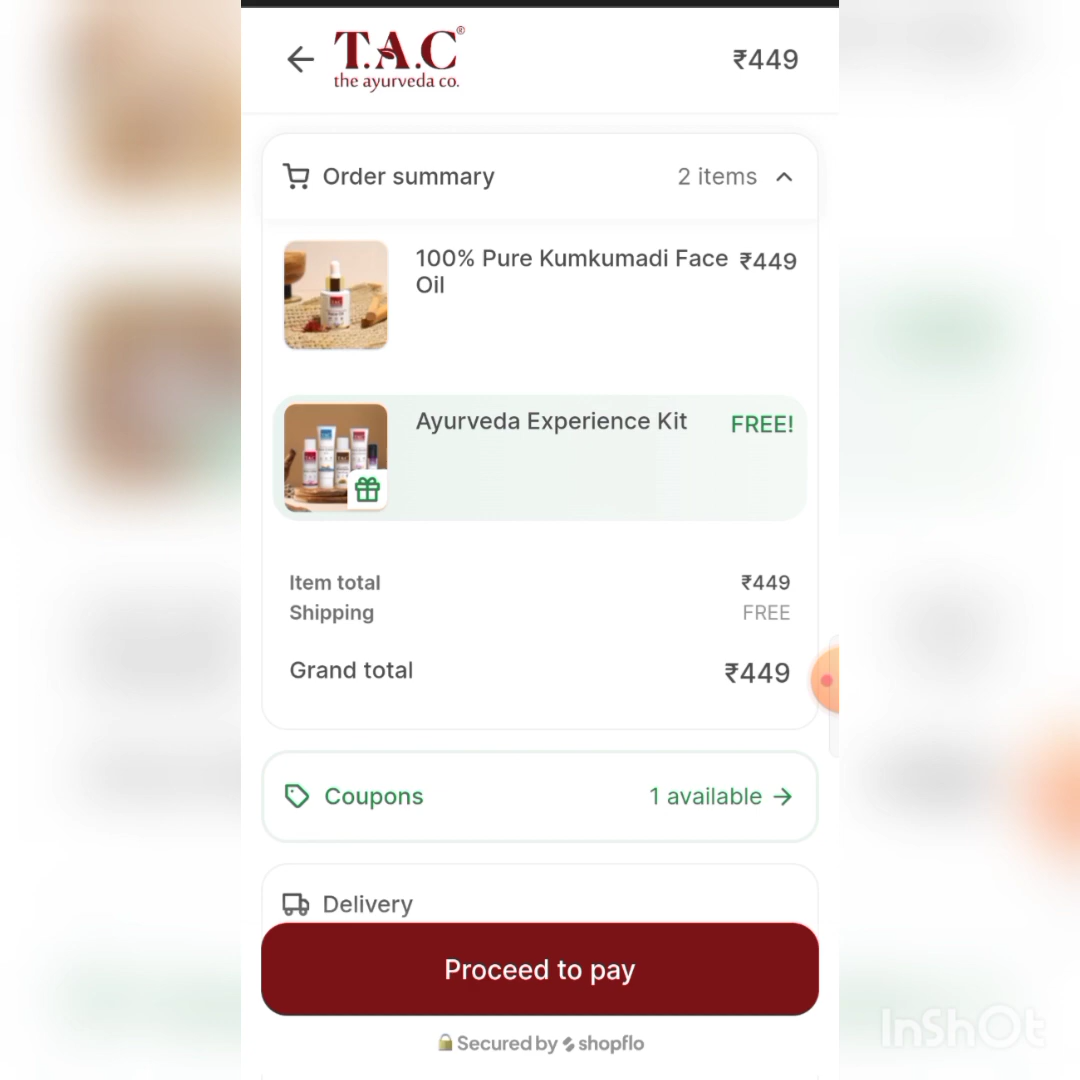 T.A.C®
the ayurveda co.
₹449
Order summary
2 items
100% Pure Kumkumadi Face
Oil
₹449
Ayurveda Experience Kit
FREE!
Item total
₹449
Shipping
FREE
Grand total
₹449
Coupons
1 available
Delivery
Proceed to pay
Secured by shopflo
InShOt